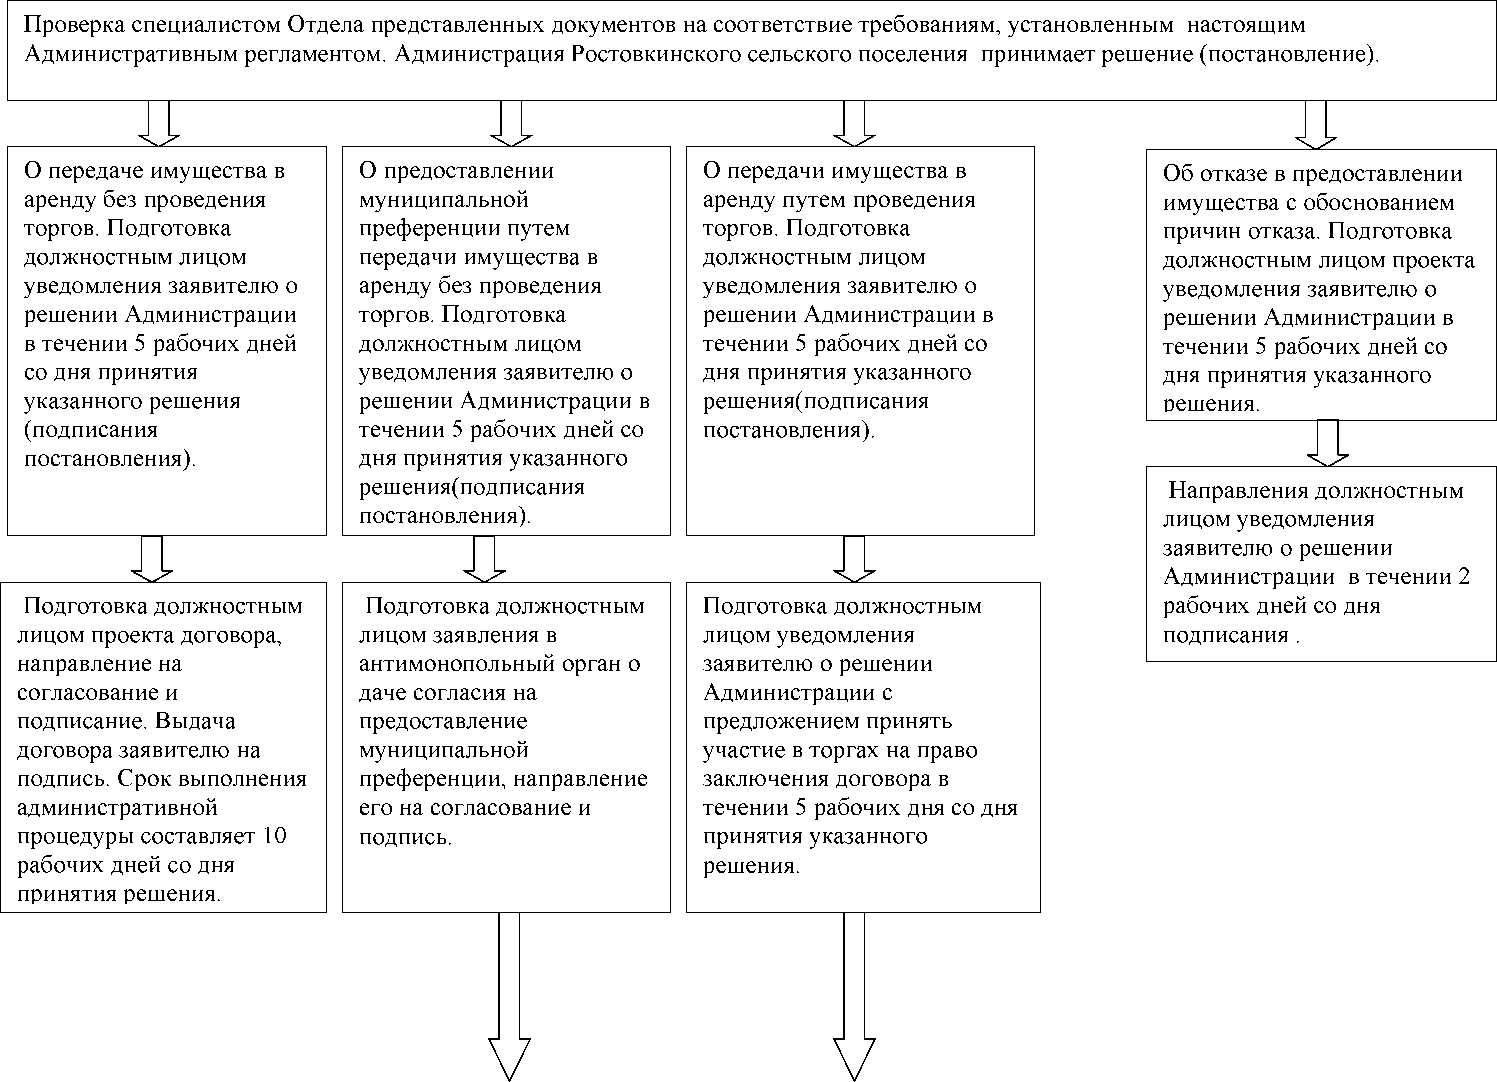 Проверка специалистом Отдела представленных документов на соответствие требованиям, установленным настоящим
Административным регламентом. Администрация Ростовкинского сельского поселения принимает решение (постановление).
О передаче имущества в
аренду без проведения
торгов. Подготовка
должностным лицом
уведомления заявителю о
решении Администрации
в течении 5 рабочих дней
со дня принятия
указанного решения
(подписания
постановления).
О предоставлении
муниципальной
преференции путем
передачи имущества в
аренду без проведения
торгов. Подготовка
должностным лицом
уведомления заявителю о
решении Администрации в
течении 5 рабочих дней со
дня принятия указанного
решения(подписания
постановления).
О передачи имущества в
аренду путем проведения
торгов. Подготовка
должностным лицом
уведомления заявителю о
решении Администрации в
течении 5 рабочих дней со
дня принятия указанного
решения(подписания
постановления).
Об отказе в предоставлении
имущества с обоснованием
причин отказа. Подготовка
должностным лицом проекта
уведомления заявителю о
решении Администрации в
течении 5 рабочих дней со
дня принятия указанного
решения.
Направления должностным
лицом уведомления
заявителю о решении
Администрации в течении 2
рабочих дней со дня
подписания .
Подготовка должностным
лицом проекта договора,
направление на
согласование и
подписание. Выдача
договора заявителю на
подпись. Срок выполнения
административной
процедуры составляет 10
рабочих дней со дня
принятия решения.
Подготовка должностным
лицом заявления в
антимонопольный орган о
даче согласия на
предоставление
муниципальной
преференции, направление
его на согласование и
подпись.
Подготовка должностным
лицом уведомления
заявителю о решении
Администрации с
предложением принять
участие в торгах на право
заключения договора в
течении 5 рабочих дня со дня
принятия указанного
решения.